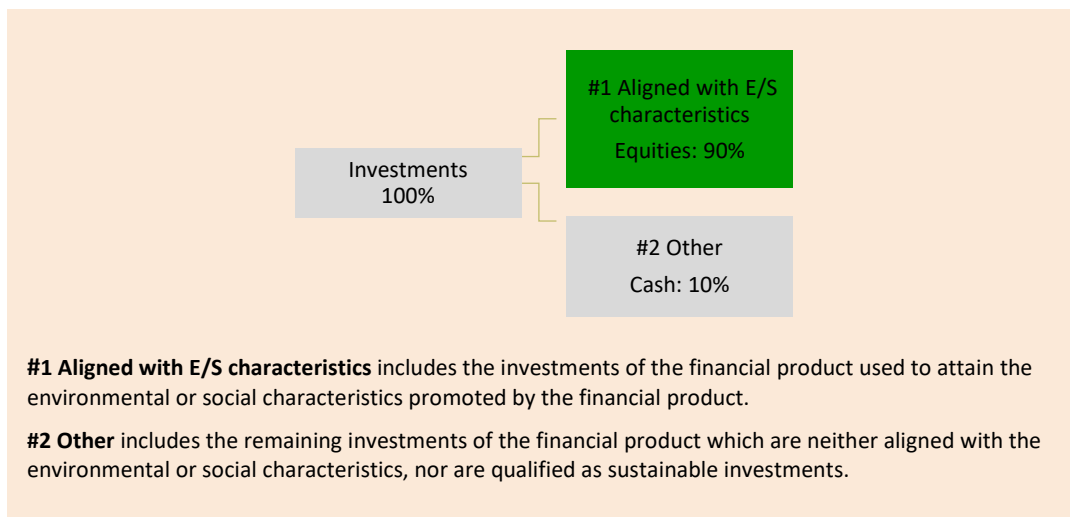 #1 Aligned with E/S
characteristics
Equities: 90%
Investments
100%
#2 Other
Cash: 10%
#1 Aligned with E/S characteristics includes the investments of the financial product used to attain the
environmental or social characteristics promoted by the financial product.
#2 Other includes the remaining investments of the financial product which are neither aligned with the
environmental or social characteristics, nor are qualified as sustainable investments.